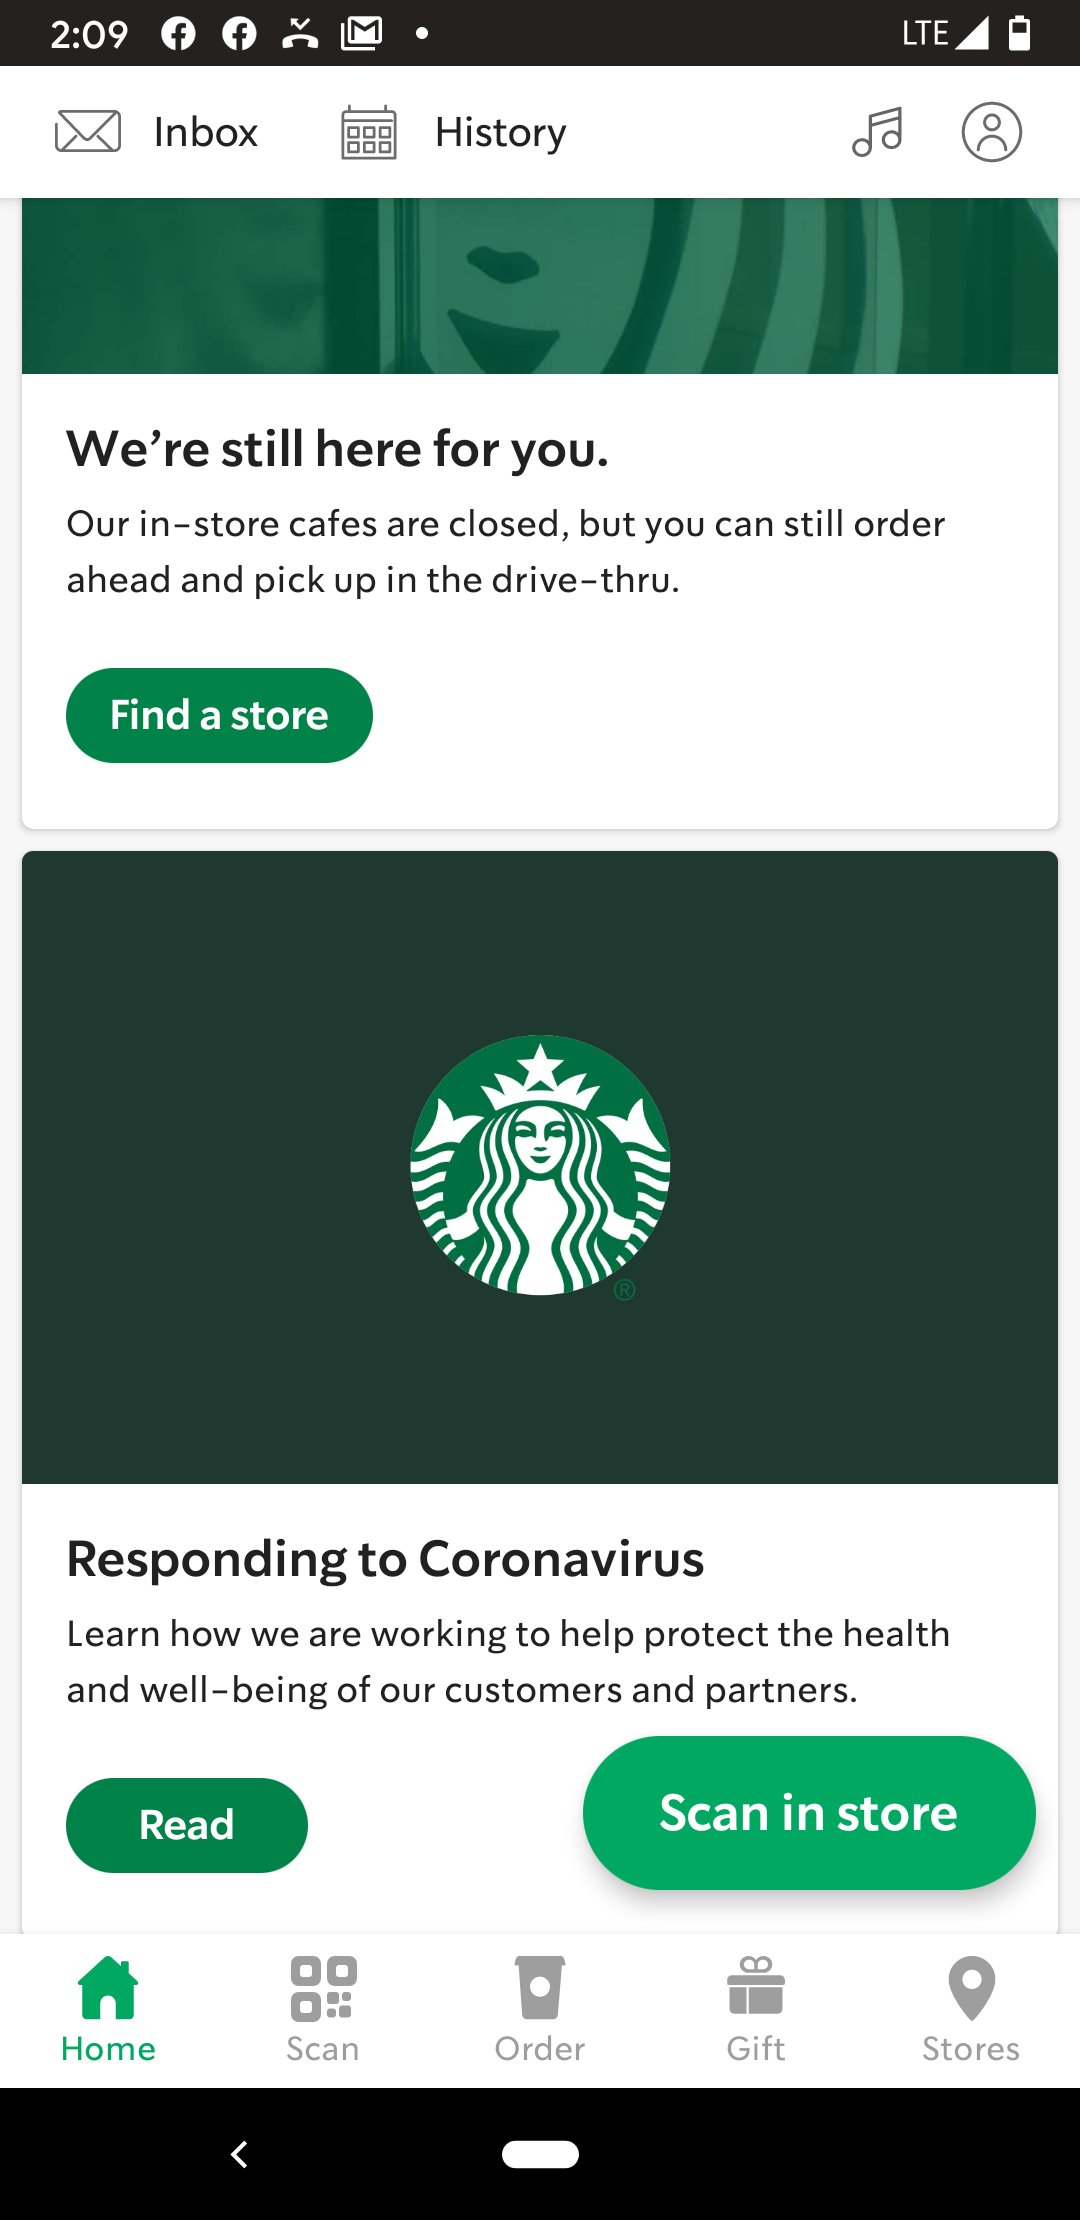 2:09 LTE
Inbox History
We’re still here for you.
Our in-store cafes are closed, but you can still order
ahead and pick up in the drive-thru.
Find a store
®
Responding to Coronavirus
Learn how we are working to help protect the health
and well-being of our customers and partners.
Scan in store
Read
Home Scan Order Gift Stores